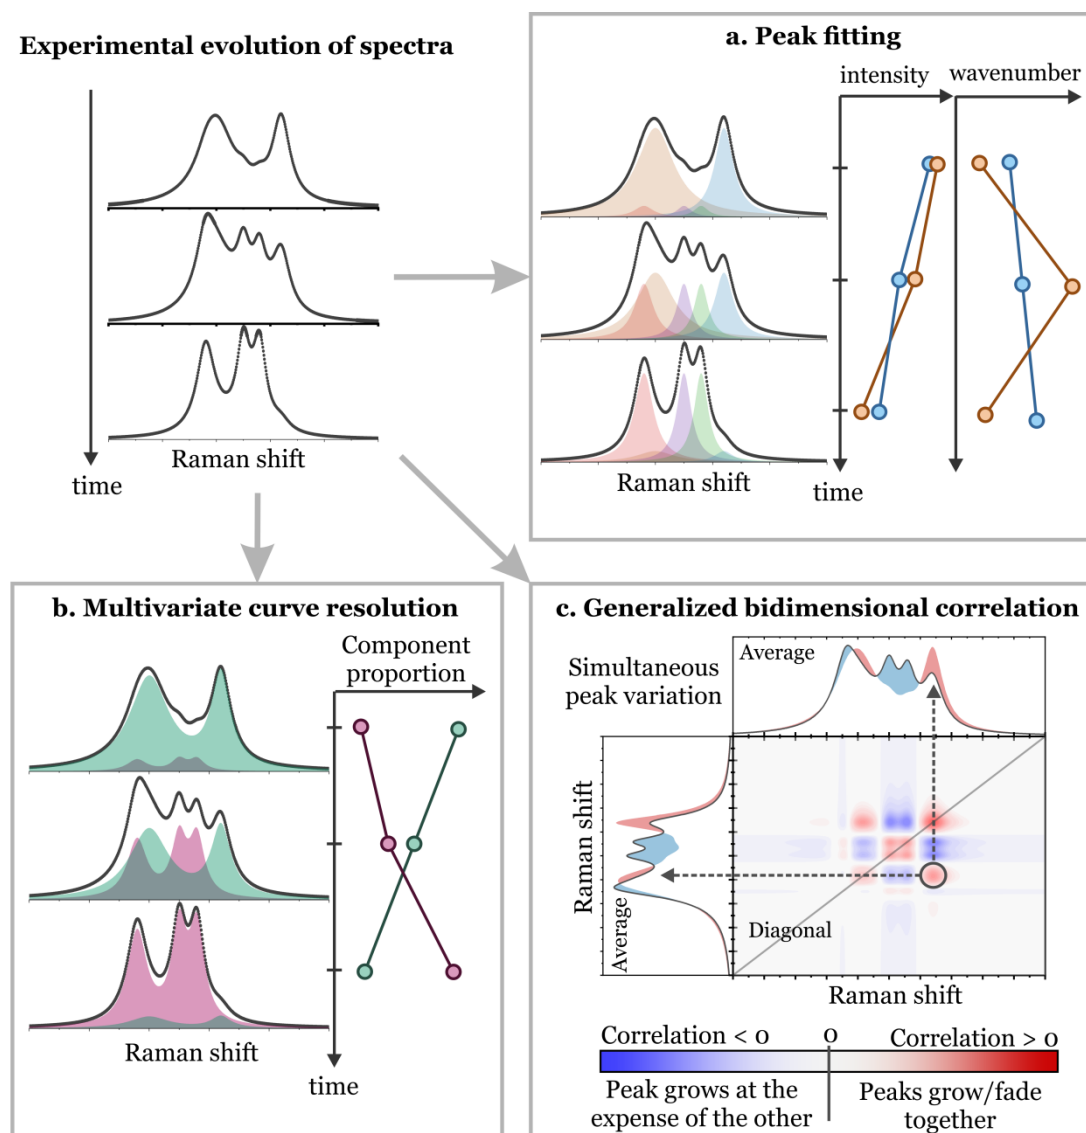 Experimental evolution of spectra
Raman shift
time
a. Peak fitting
intensity
wavenumber
Raman shift
time
b. Multivariate curve resolution
Component
proportion
Raman shift
time
c. Generalized bidimensional correlation
Simultaneous
peak variation
Average
Raman shift
Average
Diagonal
Raman shift
Correlation < 0
0
Correlation > 0
Peak grows at the
expense of the other
Peaks grow/fade
together